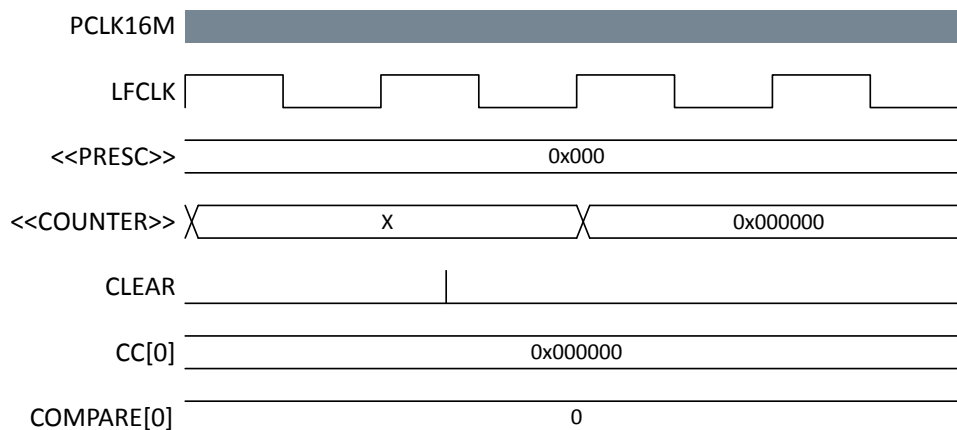 PCLK16M
LFCLK
<<PRESC>> 0x000
<<COUNTER>> X 0x000000
CLEAR
CC[0] 0x000000
COMPARE[0] 0